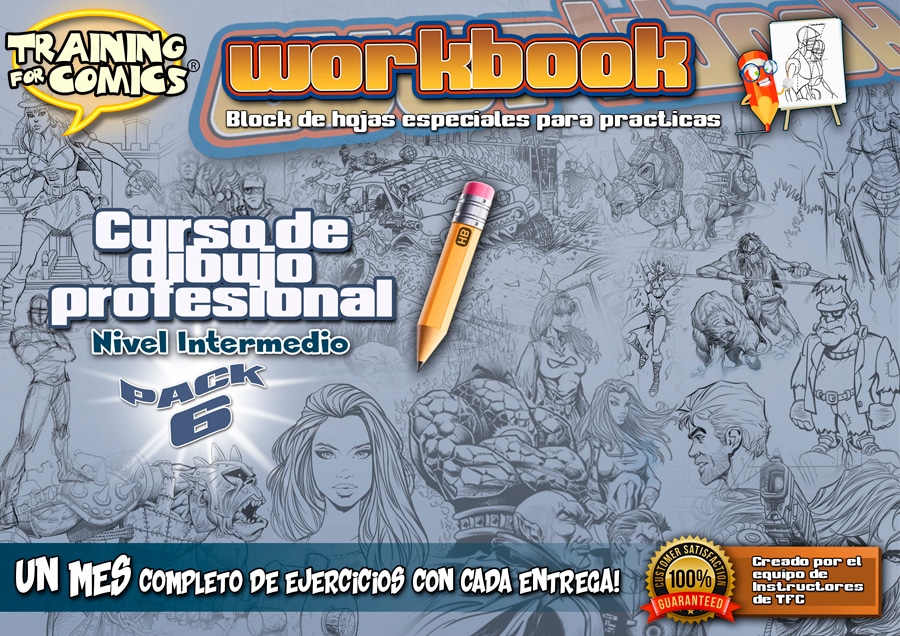 TRAINING
FOR COMICS®
workbook
Block de hojas especiales para practicas
Curso de
dibujo
profesional
Nivel Intermedio
PACK
6
HB
UN MES COMPLETO DE EJERCICIOS CON CADA ENTREGA!
CUSTOMER SATISFACTION
100%
GUARANTEED
Creado por el
equipo de
Instructores
de TFC